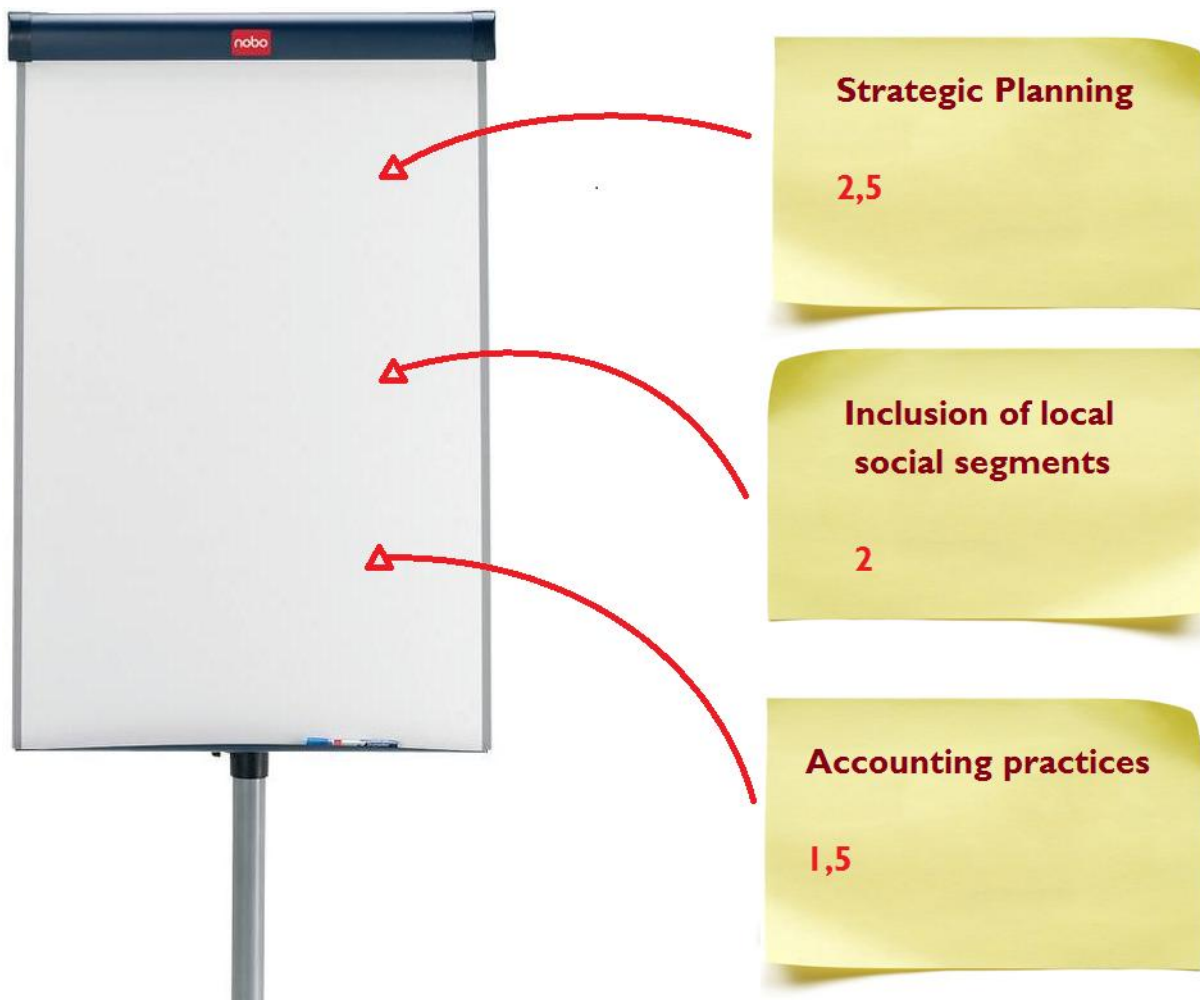 nobo
Strategic Planning
2,5
Inclusion of local
social segments
2
Accounting practices
1,5